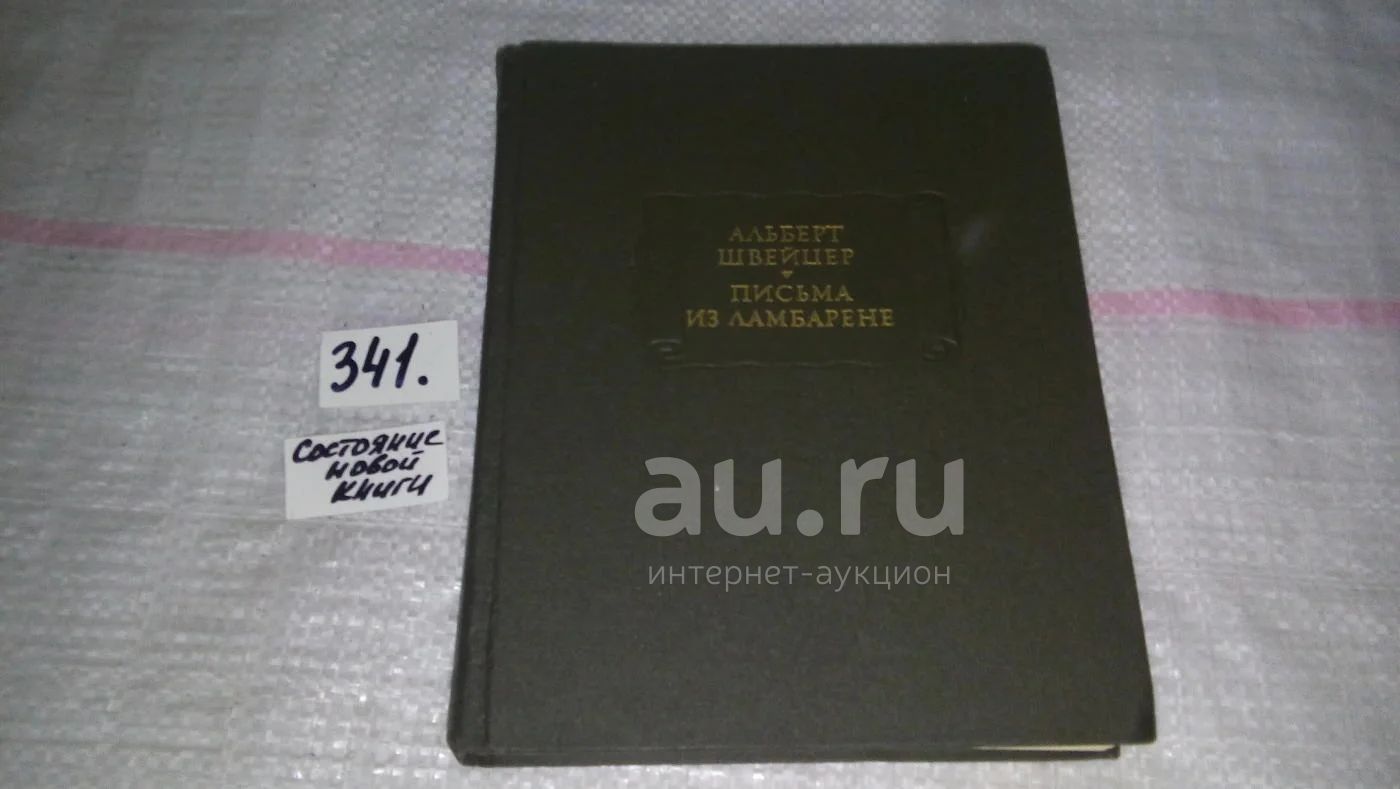 АЛЬБЕРТ
ШВЕЙЦЕР
ПИСЬМА
ИЗ ЛАМБАРЕНЕ
341.
Состояние
новой
книги
au.ru
интернет-аукцион